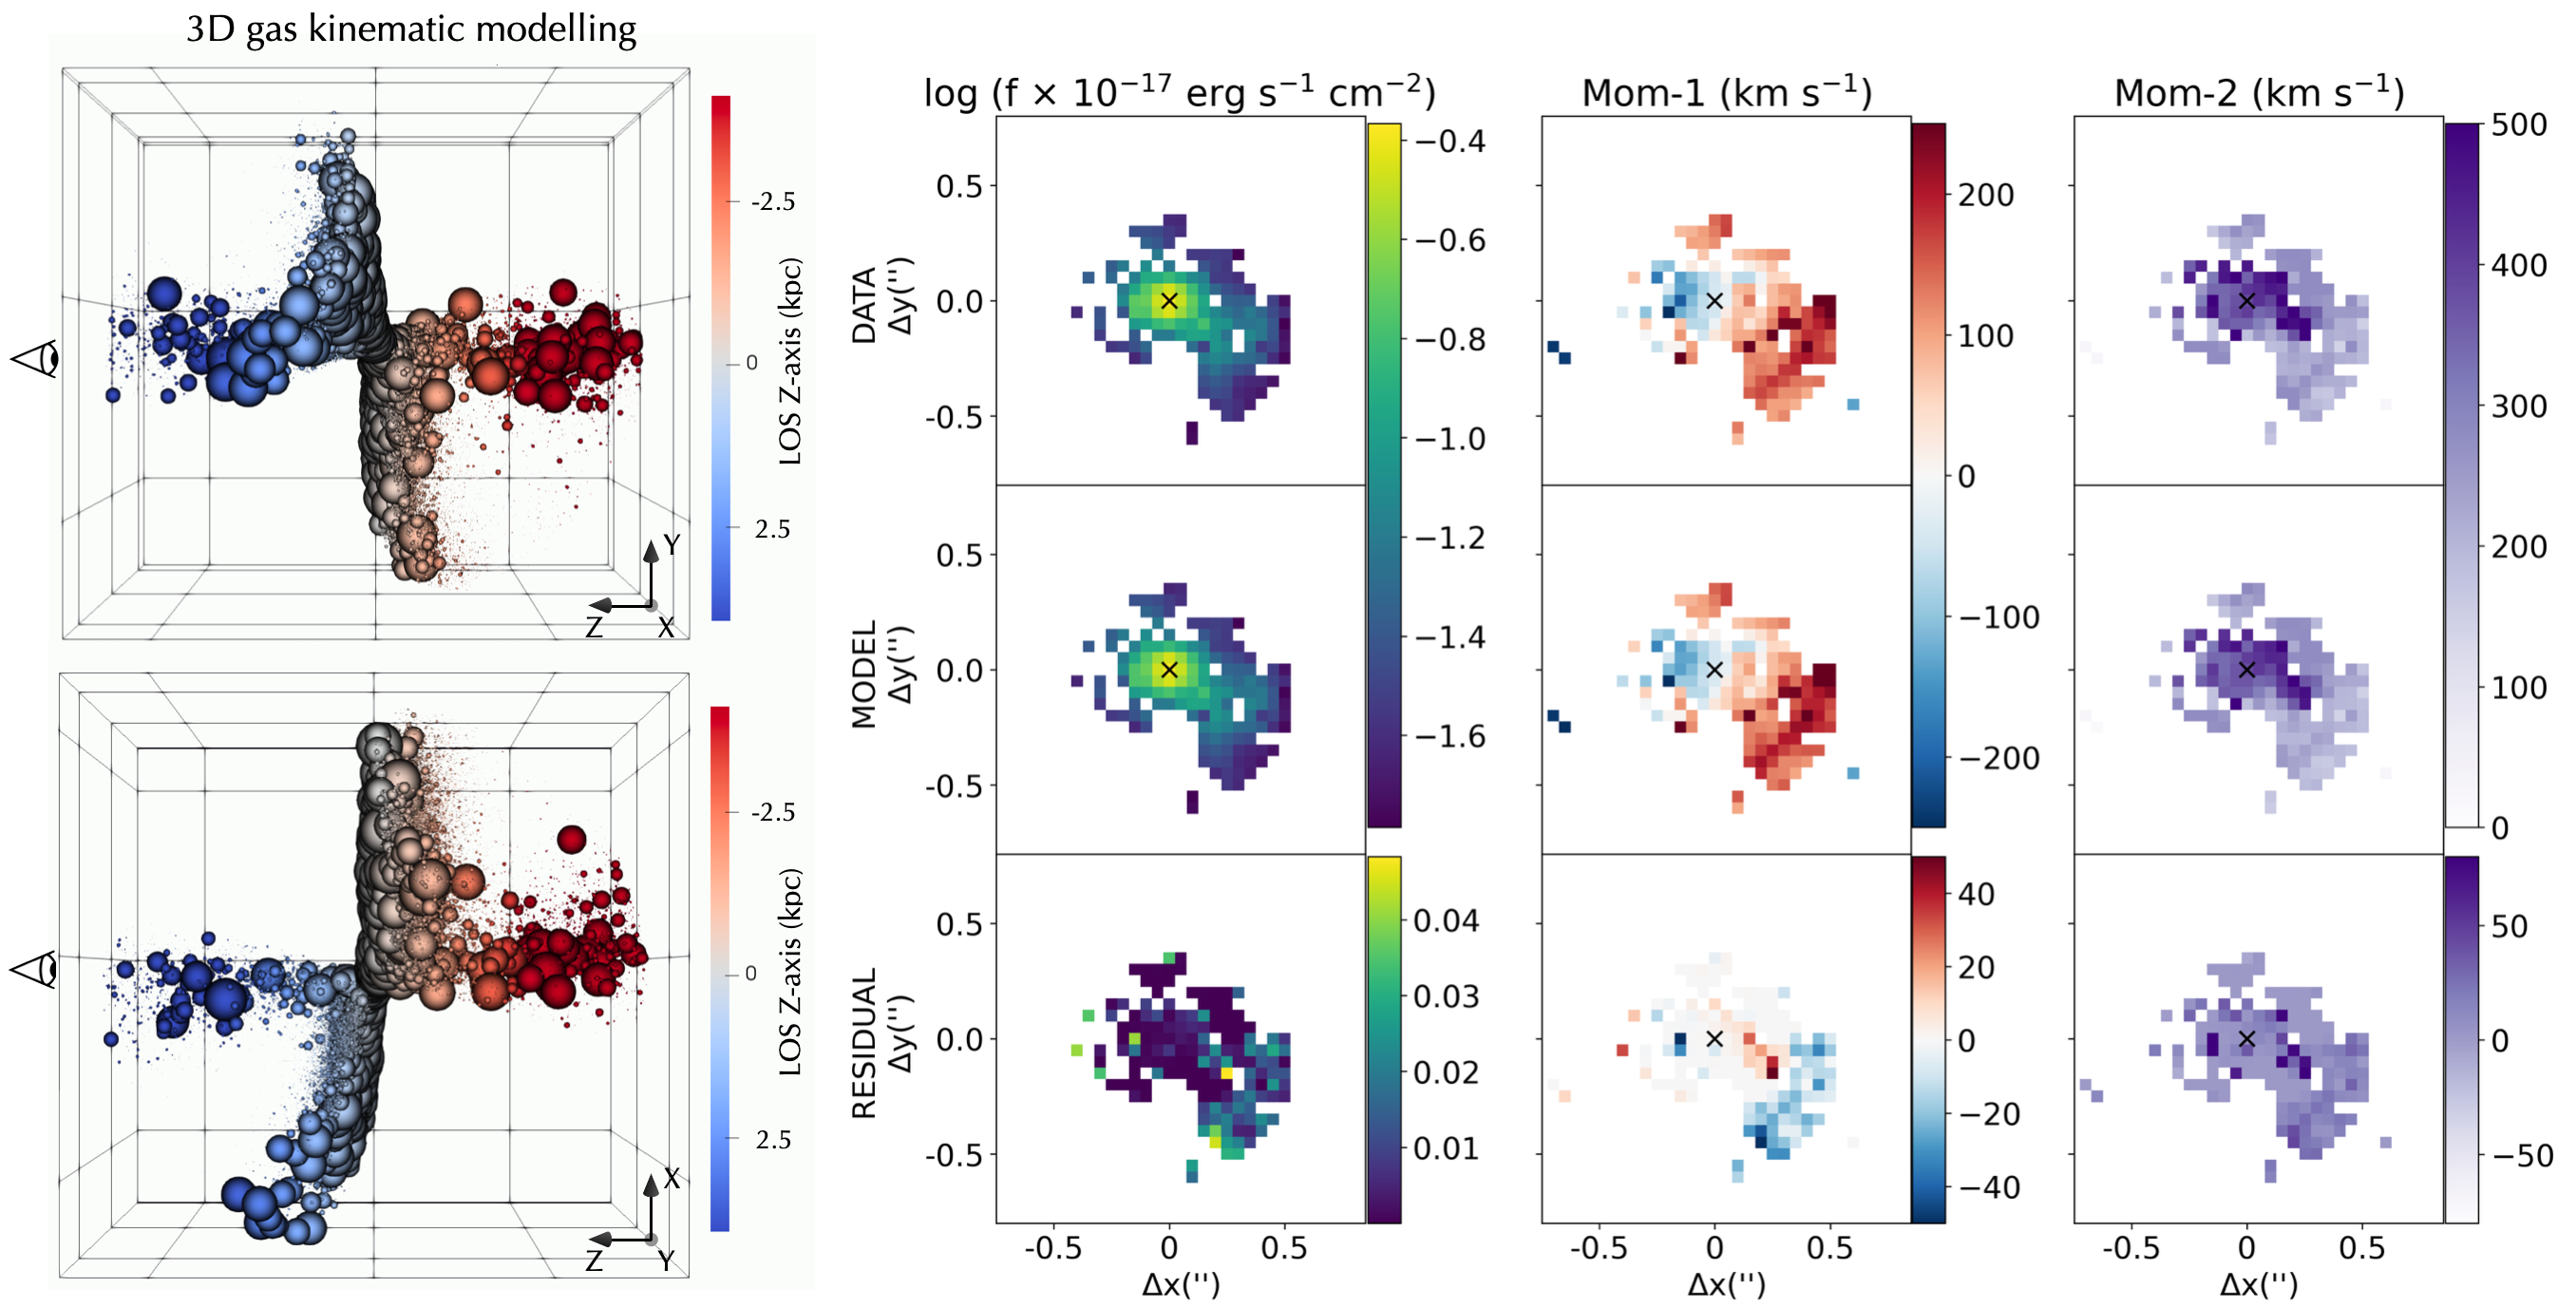 3D gas kinematic modelling
-2.5
0
2.5
LOS Z-axis (kpc)
Y
Z
X
-2.5
0
2.5
LOS Z-axis (kpc)
X
Z
Y
log (f × 10⁻¹⁷ erg s⁻¹ cm⁻²)
Mom-1 (km s⁻¹)
Mom-2 (km s⁻¹)
DATA
Δy('')
0.5
0.0
-0.5
−0.4
−0.6
−0.8
−1.0
−1.2
−1.4
−1.6
200
100
0
−100
−200
500
400
300
200
100
0
MODEL
Δy('')
0.5
0.0
-0.5
RESIDUAL
Δy('')
0.5
0.0
-0.5
0.04
0.03
0.02
0.01
40
20
0
−20
−40
50
0
−50
-0.5 0 0.5
-0.5 0 0.5
-0.5 0 0.5
Δx('')
Δx('')
Δx('')